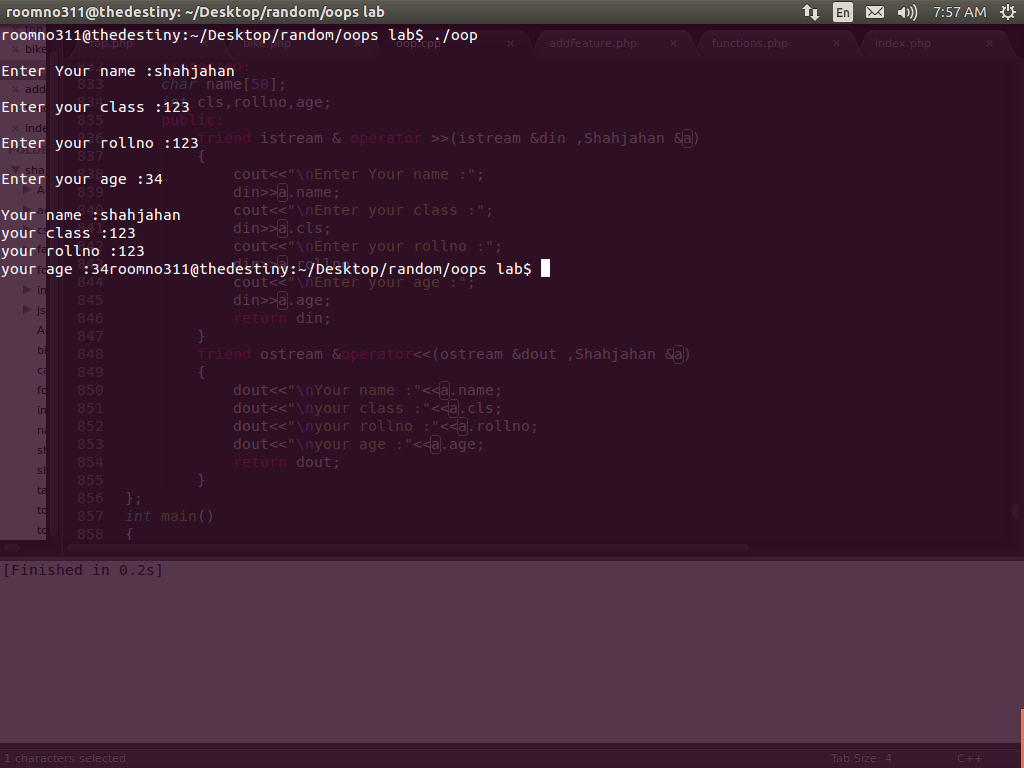 roomno311@thedestiny: ~/Desktop/random/oops lab
En
7:57 AM
roomno311@thedestiny:~/Desktop/random/oops lab$ ./oop
Enter Your name :shahjahan
Enter your class :123
Enter your rollno :123
Enter your age :34
Your name :shahjahan
your class :123
your rollno :123
your age :34roomno311@thedestiny:~/Desktop/random/oops lab$
top.php
bike.php
oop.cpp
addfeature.php
functions.php
index.php
833 char name[50];
834 int cls,rollno,age;
835 public:
836 friend istream & operator >>(istream &din ,Shahjahan &a)
837 {
838 cout<<"\nEnter Your name :";
839 din>>a.name;
840 cout<<"\nEnter your class :";
841 din>>a.cls;
842 cout<<"\nEnter your rollno :";
843 din>>a.rollno;
844 cout<<"\nEnter your age :";
845 din>>a.age;
846 return din;
847 }
848 friend ostream &operator<<(ostream &dout ,Shahjahan &a)
849 {
850 dout<<"\nYour name :"<<a.name;
851 dout<<"\nyour class :"<<a.cls;
852 dout<<"\nyour rollno :"<<a.rollno;
853 dout<<"\nyour age :"<<a.age;
854 return dout;
855 }
856 };
857 int main()
858 {
[Finished in 0.2s]
1 characters selected
Tab Size: 4
C++